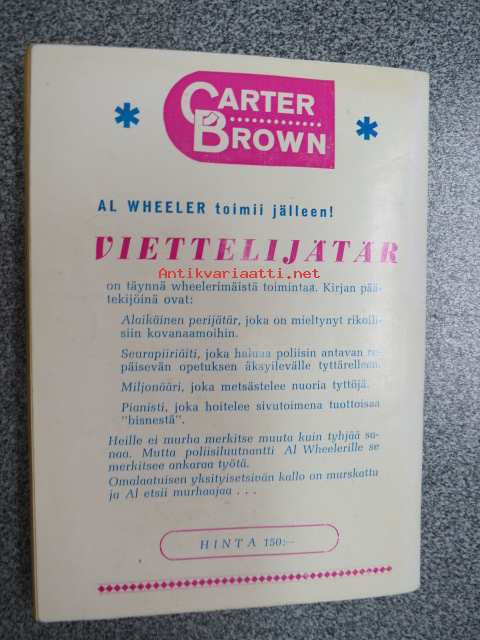 CARTER
BROWN
AL WHEELER toimii jälleen!
VIETTELIJÄTÄR
Antikvariaatti.net
on täynnä wheelerimäistä toimintaa. Kirjan pää-
tekijöinä ovat:
Alaikäinen perijätär, joka on mieltynyt rikolli-
siin kovanaamoihin.
Seurapiiriäiti, joka haluaa poliisin antavan re-
päisevän opetuksen äksyilevälle tyttärelleen.
Miljonääri, joka metsästelee nuoria tyttöjä.
Pianisti, joka hoitelee sivutoimena tuottoisaa
"bisnestä".
Heille ei murha merkitse muuta kuin tyhjää sa-
naa. Mutta poliisiluutnantti Al Wheelerille se
merkitsee ankaraa työtä.
Omalaatuisen yksityisetsivän kallo on murskattu
ja Al etsii murhaajaa . . .
HINTA 150:—